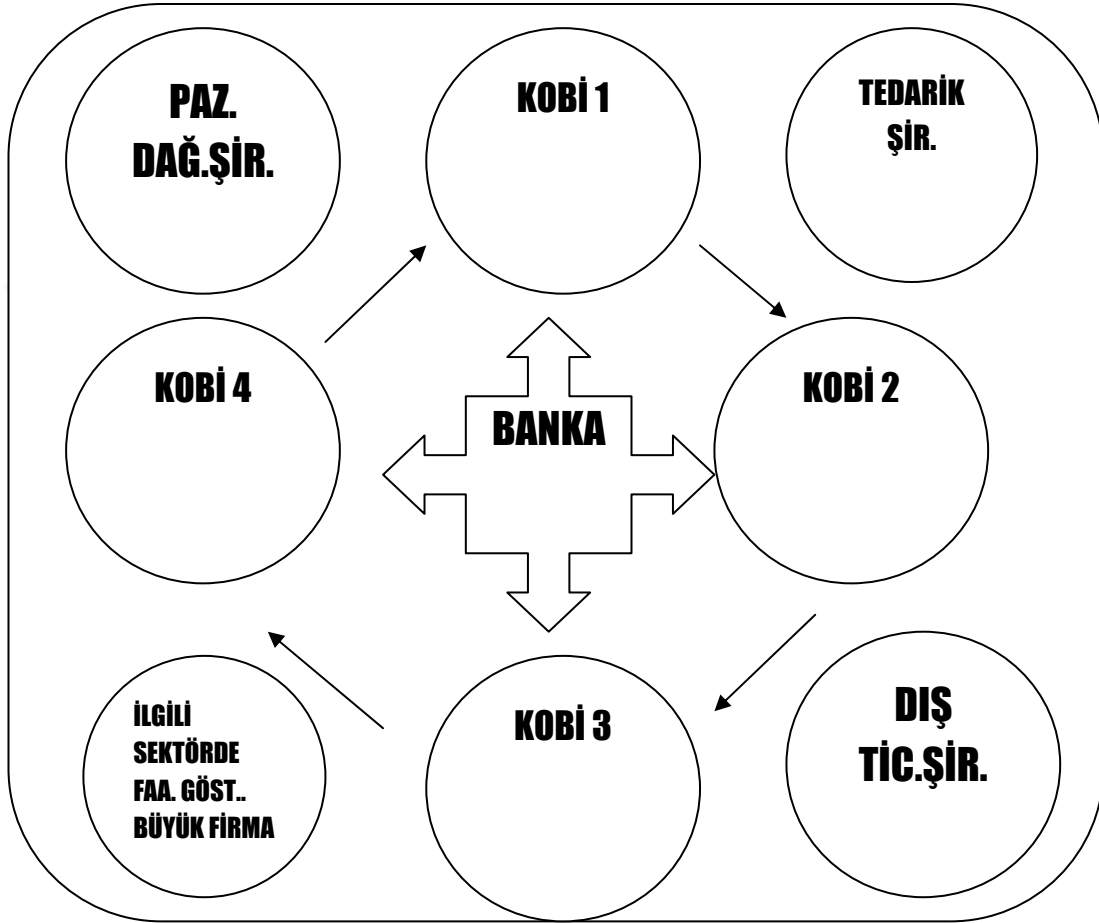 PAZ.
DAĞ.ŞİR.
KOBİ 1
TEDARİK
ŞİR.
KOBİ 4
BANKA
KOBİ 2
İLGİLİ
SEKTÖRDE
FAA. GÖST..
BÜYÜK FİRMA
KOBİ 3
DIŞ
TİC.ŞİR.